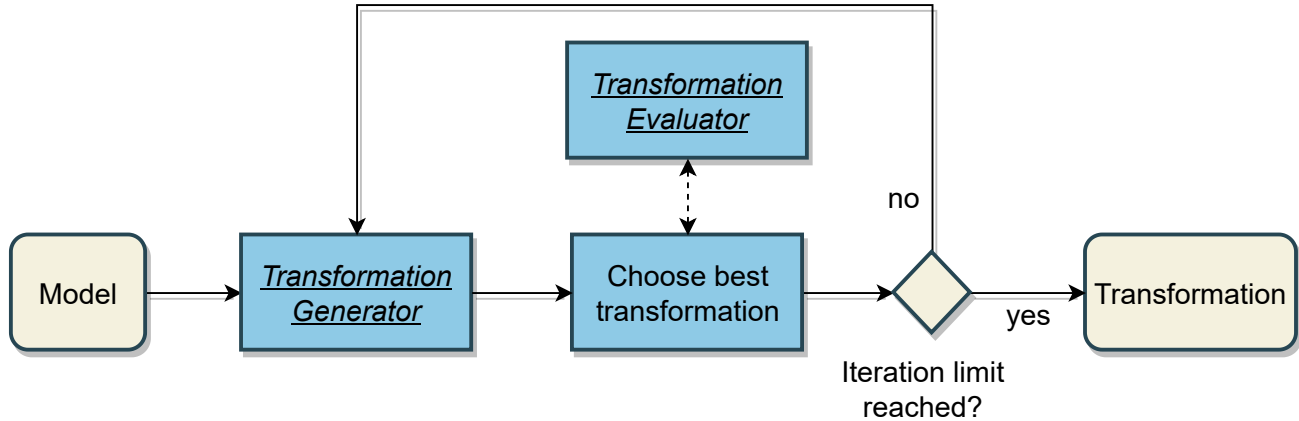 Transformation
Evaluator
no
Model
Transformation
Generator
Choose best
transformation
Transformation
yes
Iteration limit
reached?